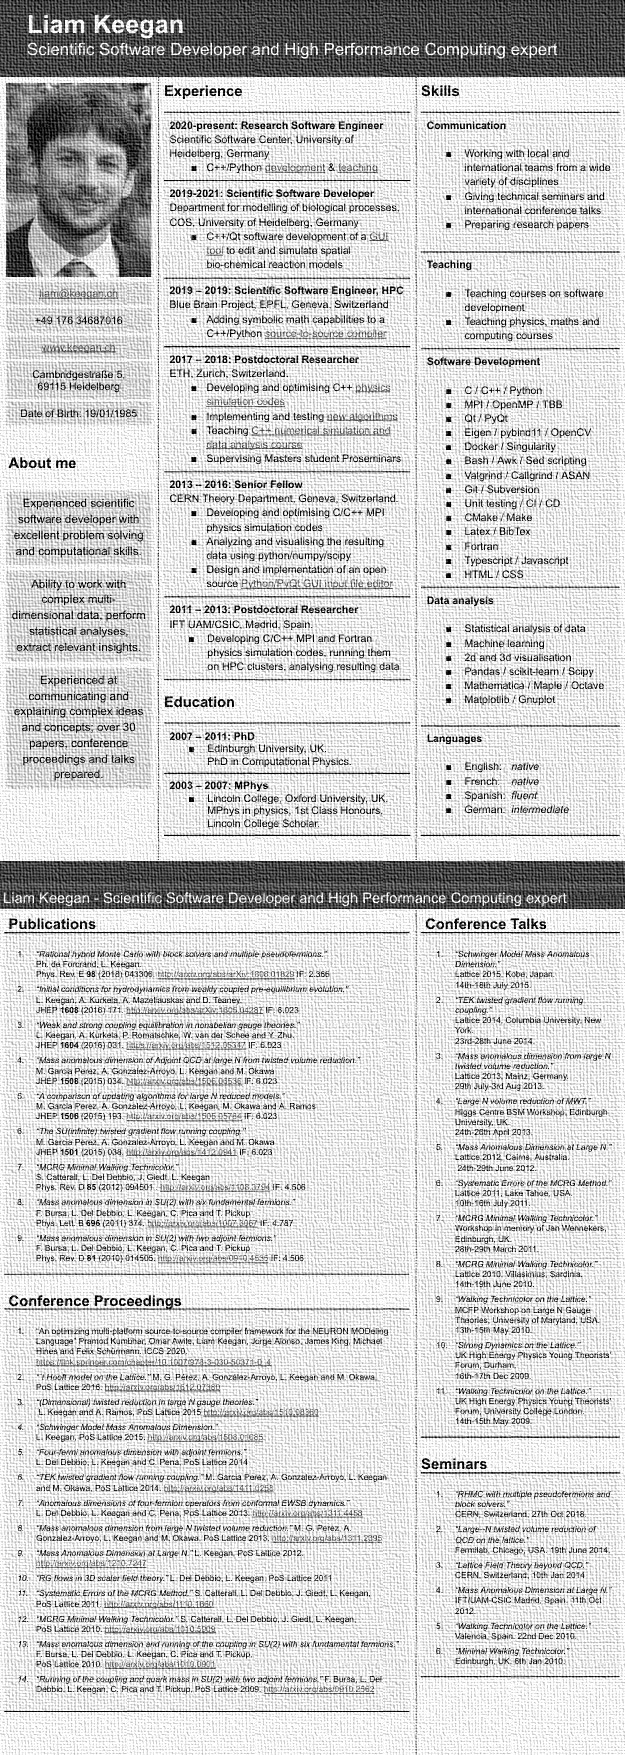 Liam Keegan
Scientific Software Developer and High Performance Computing expert
liam@keegan.ch
+49 176 34687016
www.keegan.ch
Cambridgestraße 5,
69115 Heidelberg
Date of Birth: 19/01/1985
About me
Experienced scientific
software developer with
excellent problem solving
and computational skills.
Ability to work with
complex multi-
dimensional data, perform
statistical analyses,
extract relevant insights.
Experienced at
communicating and
explaining complex ideas
and concepts; over 30
papers, conference
proceedings and talks
prepared.
Experience
2020-present: Research Software Engineer
Scientific Software Center, University of
Heidelberg, Germany
▪ C++/Python development & teaching
2019-2021: Scientific Software Developer
Department for modelling of biological processes,
COS, University of Heidelberg, Germany
▪ C++/Qt software development of a GUI
tool to edit and simulate spatial
bio-chemical reaction models
2019 – 2019: Scientific Software Engineer, HPC
Blue Brain Project, EPFL, Geneva, Switzerland
▪ Adding symbolic math capabilities to a
C++/Python source-to-source compiler
2017 – 2018: Postdoctoral Researcher
ETH, Zurich, Switzerland.
▪ Developing and optimising C++ physics
simulation codes
▪ Implementing and testing new algorithms
▪ Teaching C++ numerical simulation and
data analysis course
▪ Supervising Masters student Proseminars
2013 – 2016: Senior Fellow
CERN Theory Department, Geneva, Switzerland.
▪ Developing and optimising C/C++ MPI
physics simulation codes
▪ Analyzing and visualising the resulting
data using python/numpy/scipy
▪ Design and implementation of an open
source Python/PyQt GUI input file editor
2011 – 2013: Postdoctoral Researcher
IFT UAM/CSIC, Madrid, Spain.
▪ Developing C/C++ MPI and Fortran
physics simulation codes, running them
on HPC clusters, analysing resulting data
Education
2007 – 2011: PhD
▪ Edinburgh University, UK.
PhD in Computational Physics.
2003 – 2007: MPhys
▪ Lincoln College, Oxford University, UK.
MPhys in physics, 1st Class Honours,
Lincoln College Scholar.
Skills
Communication
▪ Working with local and
international teams from a wide
variety of disciplines
▪ Giving technical seminars and
international conference talks
▪ Preparing research papers
Teaching
▪ Teaching courses on software
development
▪ Teaching physics, maths and
computing courses
Software Development
▪ C / C++ / Python
▪ MPI / OpenMP / TBB
▪ Qt / PyQt
▪ Eigen / pybind11 / OpenCV
▪ Docker / Singularity
▪ Bash / Awk / Sed scripting
▪ Valgrind / Callgrind / ASAN
▪ Git / Subversion
▪ Unit testing / CI / CD
▪ CMake / Make
▪ Latex / BibTex
▪ Fortran
▪ Typescript / Javascript
▪ HTML / CSS
Data analysis
▪ Statistical analysis of data
▪ Machine learning
▪ 2d and 3d visualisation
▪ Pandas / scikit-learn / Scipy
▪ Mathematica / Maple / Octave
▪ Matplotlib / Gnuplot
Languages
▪ English: native
▪ French: native
▪ Spanish: fluent
▪ German: intermediate
Liam Keegan - Scientific Software Developer and High Performance Computing expert
Publications
1. "Rational hybrid Monte Carlo with block solvers and multiple pseudofermions."
Ph. de Forcrand, L. Keegan.
Phys. Rev. E 98 (2018) 043306. http://arxiv.org/abs/arXiv:1808.01829 IF: 2.366
2. "Initial conditions for hydrodynamics from weakly coupled pre-equilibrium evolution."
L. Keegan, A. Kurkela, A. Mazeliauskas and D. Teaney.
JHEP 1608 (2016) 171. http://arxiv.org/abs/arXiv:1605.04287 IF: 6.023
3. "Weak and strong coupling equilibration in nonabelian gauge theories."
L. Keegan, A. Kurkela, P. Romatschke, W. van der Schee and Y. Zhu.
JHEP 1604 (2016) 031. http://arxiv.org/abs/1512.05347 IF: 6.023
4. "Mass anomalous dimension of Adjoint QCD at large N from twisted volume reduction."
M. Garcia Perez, A. Gonzalez-Arroyo, L. Keegan and M. Okawa
JHEP 1508 (2015) 034. http://arxiv.org/abs/1506.06536 IF: 6.023
5. "A comparison of updating algorithms for large N reduced models."
M. Garcia Perez, A. Gonzalez-Arroyo, L. Keegan, M. Okawa and A. Ramos
JHEP 1506 (2015) 193. http://arxiv.org/abs/1505.05784 IF: 6.023
6. "The SU(infinite) twisted gradient flow running coupling."
M. Garcia Perez, A. Gonzalez-Arroyo, L. Keegan and M. Okawa
JHEP 1501 (2015) 038. http://arxiv.org/abs/1412.0941 IF: 6.023
7. "MCRG Minimal Walking Technicolor."
S. Catterall, L. Del Debbio, J. Giedt, L. Keegan
Phys. Rev. D 85 (2012) 094501. http://arxiv.org/abs/1108.3794 IF: 4.506
8. "Mass anomalous dimension in SU(2) with six fundamental fermions."
F. Bursa, L. Del Debbio, L. Keegan, C. Pica and T. Pickup
Phys. Lett. B 696 (2011) 374. http://arxiv.org/abs/1007.3067 IF: 4.787
9. "Mass anomalous dimension in SU(2) with two adjoint fermions."
F. Bursa, L. Del Debbio, L. Keegan, C. Pica and T. Pickup
Phys. Rev. D 81 (2010) 014505. http://arxiv.org/abs/0910.4535 IF: 4.506
Conference Proceedings
1. "An optimizing multi-platform source-to-source compiler framework for the NEURON MODeling
Language" Pramod Kumbhar, Omar Awile, Liam Keegan, Jorge Alonso, James King, Michael
Hines and Felix Schürmann. ICCS 2020.
https://link.springer.com/chapter/10.1007/978-3-030-50371-0_4
2. "'t Hooft model on the Lattice." M. G. Pérez, A. González-Arroyo, L. Keegan and M. Okawa,
PoS Lattice 2016. http://arxiv.org/abs/1612.07380
3. "(Dimensional) twisted reduction in large N gauge theories."
L. Keegan and A. Ramos, PoS Lattice 2015 http://arxiv.org/abs/1510.08360
4. "Schwinger Model Mass Anomalous Dimension."
L. Keegan, PoS Lattice 2015. http://arxiv.org/abs/1508.01685
5. "Four-fermi anomalous dimension with adjoint fermions."
L. Del Debbio, L. Keegan and C. Pena, PoS Lattice 2014
6. "TEK twisted gradient flow running coupling." M. Garcia Perez, A. Gonzalez-Arroyo, L. Keegan
and M. Okawa, PoS Lattice 2014. http://arxiv.org/abs/1411.0258
7. "Anomalous dimensions of four-fermion operators from conformal EWSB dynamics."
L. Del Debbio, L. Keegan and C. Pena, PoS Lattice 2013. http://arxiv.org/abs/1311.4458
8. "Mass anomalous dimension from large N twisted volume reduction." M. G. Perez, A.
Gonzalez-Arroyo, L. Keegan and M. Okawa, PoS Lattice 2013. http://arxiv.org/abs/1311.2395
9. "Mass Anomalous Dimension at Large N." L. Keegan, PoS Lattice 2012.
http://arxiv.org/abs/1210.7247
10. "RG flows in 3D scalar field theory." L. Del Debbio, L. Keegan, PoS Lattice 2011
11. "Systematic Errors of the MCRG Method." S. Catterall, L. Del Debbio, J. Giedt, L. Keegan,
PoS Lattice 2011. http://arxiv.org/abs/1110.1660
12. "MCRG Minimal Walking Technicolor." S. Catterall, L. Del Debbio, J. Giedt, L. Keegan,
PoS Lattice 2010. http://arxiv.org/abs/1010.5909
13. "Mass anomalous dimension and running of the coupling in SU(2) with six fundamental fermions."
F. Bursa, L. Del Debbio, L. Keegan, C. Pica and T. Pickup.
PoS Lattice 2010. http://arxiv.org/abs/1010.0901
14. "Running of the coupling and quark mass in SU(2) with two adjoint fermions." F. Bursa, L. Del
Debbio, L. Keegan, C. Pica and T. Pickup, PoS Lattice 2009. http://arxiv.org/abs/0910.2562
Conference Talks
1. "Schwinger Model Mass Anomalous
Dimension."
Lattice 2015, Kobe, Japan.
14th-18th July 2015.
2. "TEK twisted gradient flow running
coupling."
Lattice 2014, Columbia University, New
York.
23rd-28th June 2014.
3. "Mass anomalous dimension from large N
twisted volume reduction."
Lattice 2013, Mainz, Germany.
29th July-3rd Aug 2013.
4. "Large N volume reduction of MWT."
Higgs Centre BSM Workshop, Edinburgh
University, UK.
24th-26th April 2013.
5. "Mass Anomalous Dimension at Large N."
Lattice 2012, Cairns, Australia.
24th-29th June 2012.
6. "Systematic Errors of the MCRG Method."
Lattice 2011, Lake Tahoe, USA.
10th-16th July 2011.
7. "MCRG Minimal Walking Technicolor."
Workshop in memory of Jan Wennekers,
Edinburgh, UK.
28th-29th March 2011.
8. "MCRG Minimal Walking Technicolor."
Lattice 2010, Villasimius, Sardinia.
14th-19th June 2010.
9. "Walking Technicolor on the Lattice."
MCFP Workshop on Large N Gauge
Theories, University of Maryland, USA.
13th-15th May 2010.
10. "Strong Dynamics on the Lattice."
UK High Energy Physics Young Theorists'
Forum, Durham.
16th-17th Dec 2009.
11. "Walking Technicolor on the Lattice."
UK High Energy Physics Young Theorists'
Forum, University College London.
14th-15th May 2009.
Seminars
1. "RHMC with multiple pseudofermions and
block solvers."
CERN, Switzerland, 27th Oct 2018.
2. "Large–N twisted volume reduction of
QCD on the lattice."
Fermilab, Chicago, USA. 19th June 2014.
3. "Lattice Field Theory beyond QCD."
CERN, Switzerland, 10th Jan 2014
4. "Mass Anomalous Dimension at Large N."
IFT/UAM-CSIC Madrid, Spain. 11th Oct
2012.
5. "Walking Technicolor on the Lattice."
Valencia, Spain. 22nd Dec 2010.
6. "Minimal Walking Technicolor."
Edinburgh, UK. 6th Jan 2010.